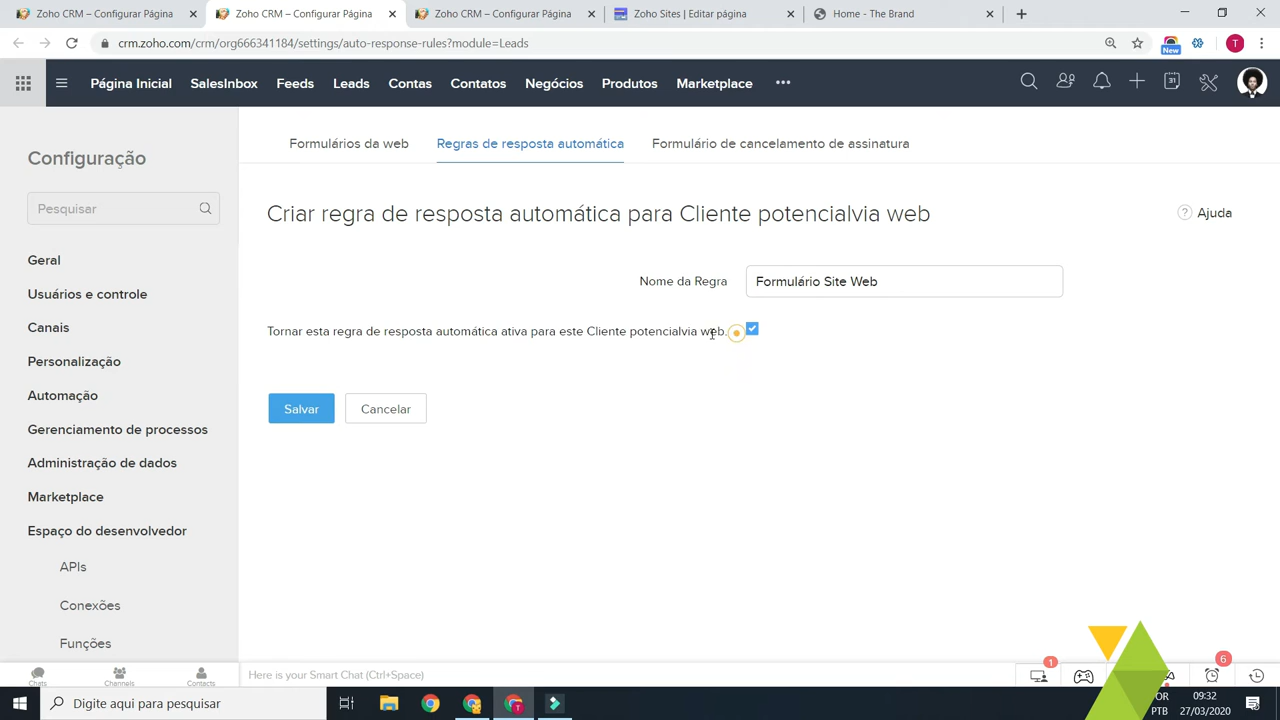 Zoho CRM – Configurar Página
Zoho CRM – Configurar Página
Zoho CRM – Configurar Página
Zoho Sites | Editar página
Home - The Brand
crm.zoho.com/crm/org666341184/settings/auto-response-rules?module=Leads
New
T
Página Inicial
SalesInbox
Feeds
Leads
Contas
Contatos
Negócios
Produtos
Marketplace
31
Configuração
Pesquisar
Geral
Usuários e controle
Canais
Personalização
Automação
Gerenciamento de processos
Administração de dados
Marketplace
Espaço do desenvolvedor
APIs
Conexões
Funções
Formulários da web
Regras de resposta automática
Formulário de cancelamento de assinatura
Criar regra de resposta automática para Cliente potencialvia web
? Ajuda
Nome da Regra
Formulário Site Web
Tornar esta regra de resposta automática ativa para este Cliente potencialvia web.
Salvar
Cancelar
Chats
Channels
Contacts
Here is your Smart Chat (Ctrl+Space)
1
6
Digite aqui para pesquisar
T
PTB
09:32
27/03/2020